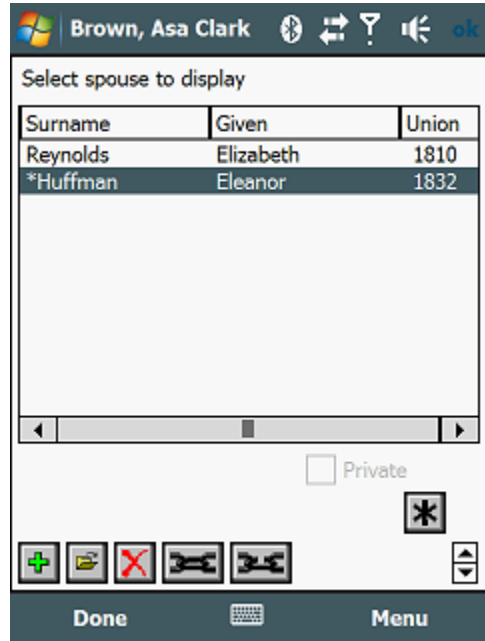 Brown, Asa Clark ok
Select spouse to display
Surname Given Union
Reynolds Elizabeth 1810
*Huffman Eleanor 1832
Private
Done Menu